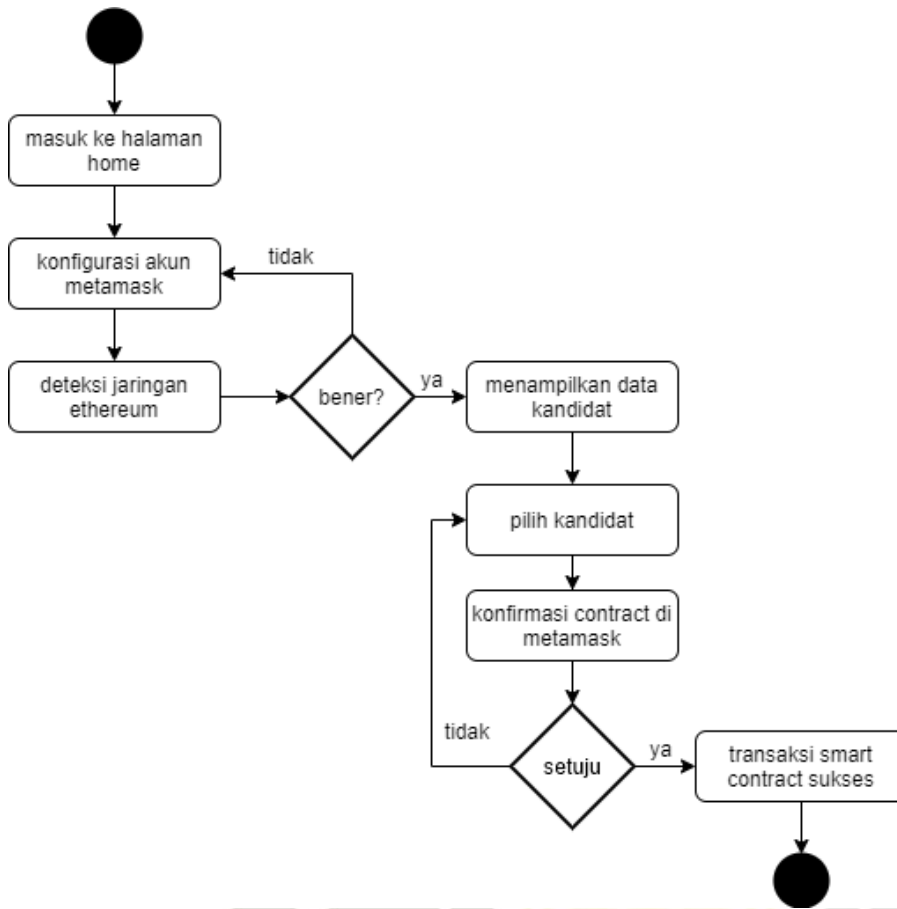 masuk ke halaman
home
konfigurasi akun
metamask
tidak
deteksi jaringan
ethereum
bener?
ya
menampilkan data
kandidat
pilih kandidat
konfirmasi contract di
metamask
tidak
setuju
ya
transaksi smart
contract sukses